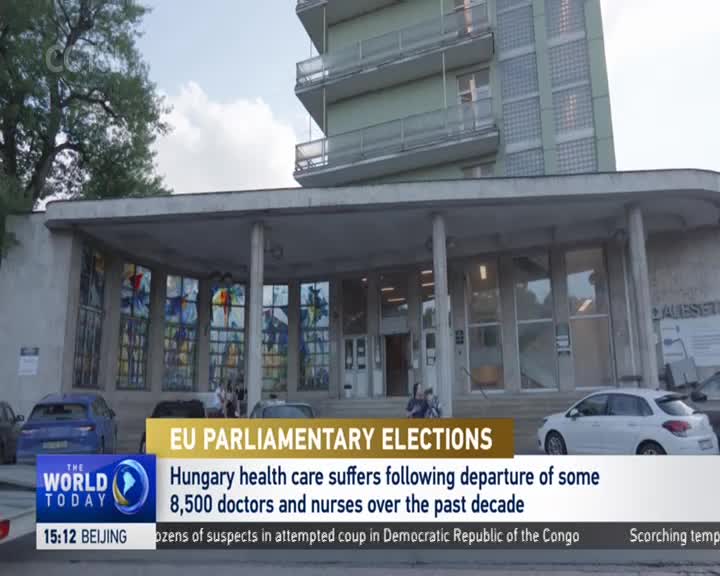 EU PARLIAMENTARY ELECTIONS
Hungary health care suffers following departure of some
8,500 doctors and nurses over the past decade
THE
WORLD
TODAY
15:12 BEIJING
ozens of suspects in attempted coup in Democratic Republic of the Congo
Scorching temp